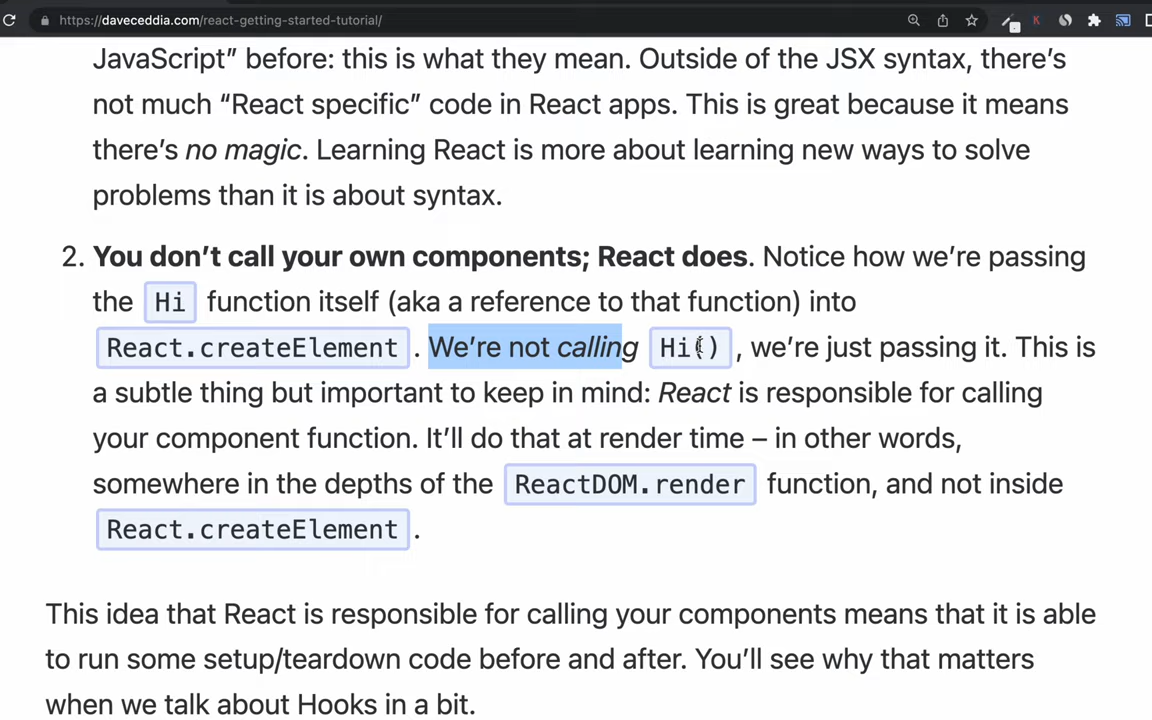 https://daveceddia.com/react-getting-started-tutorial/
K
JavaScript” before: this is what they mean. Outside of the JSX syntax, there’s
not much “React specific” code in React apps. This is great because it means
there’s no magic. Learning React is more about learning new ways to solve
problems than it is about syntax.
2. You don’t call your own components; React does. Notice how we’re passing
the Hi function itself (aka a reference to that function) into
React.createElement . We’re not calling Hi() , we’re just passing it. This is
a subtle thing but important to keep in mind: React is responsible for calling
your component function. It’ll do that at render time – in other words,
somewhere in the depths of the ReactDOM.render function, and not inside
React.createElement .
This idea that React is responsible for calling your components means that it is able
to run some setup/teardown code before and after. You’ll see why that matters
when we talk about Hooks in a bit.